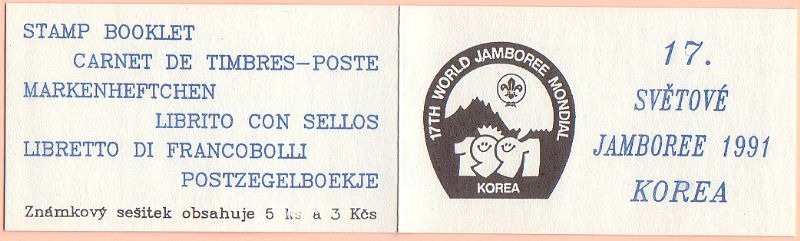 STAMP BOOKLET
CARNET DE TIMBRES-POSTE
MARKENHEFTCHEN
LIBRITO CON SELLOS
LIBRETTO DI FRANCOBOLLI
POSTZEGELBOEKJE
Známkový sešitek obsahuje 5 ks à 3 Kčs
17TH WORLD JAMBOREE MONDIAL
1991
KOREA
17.
SVĚTOVÉ
JAMBOREE 1991
KOREA